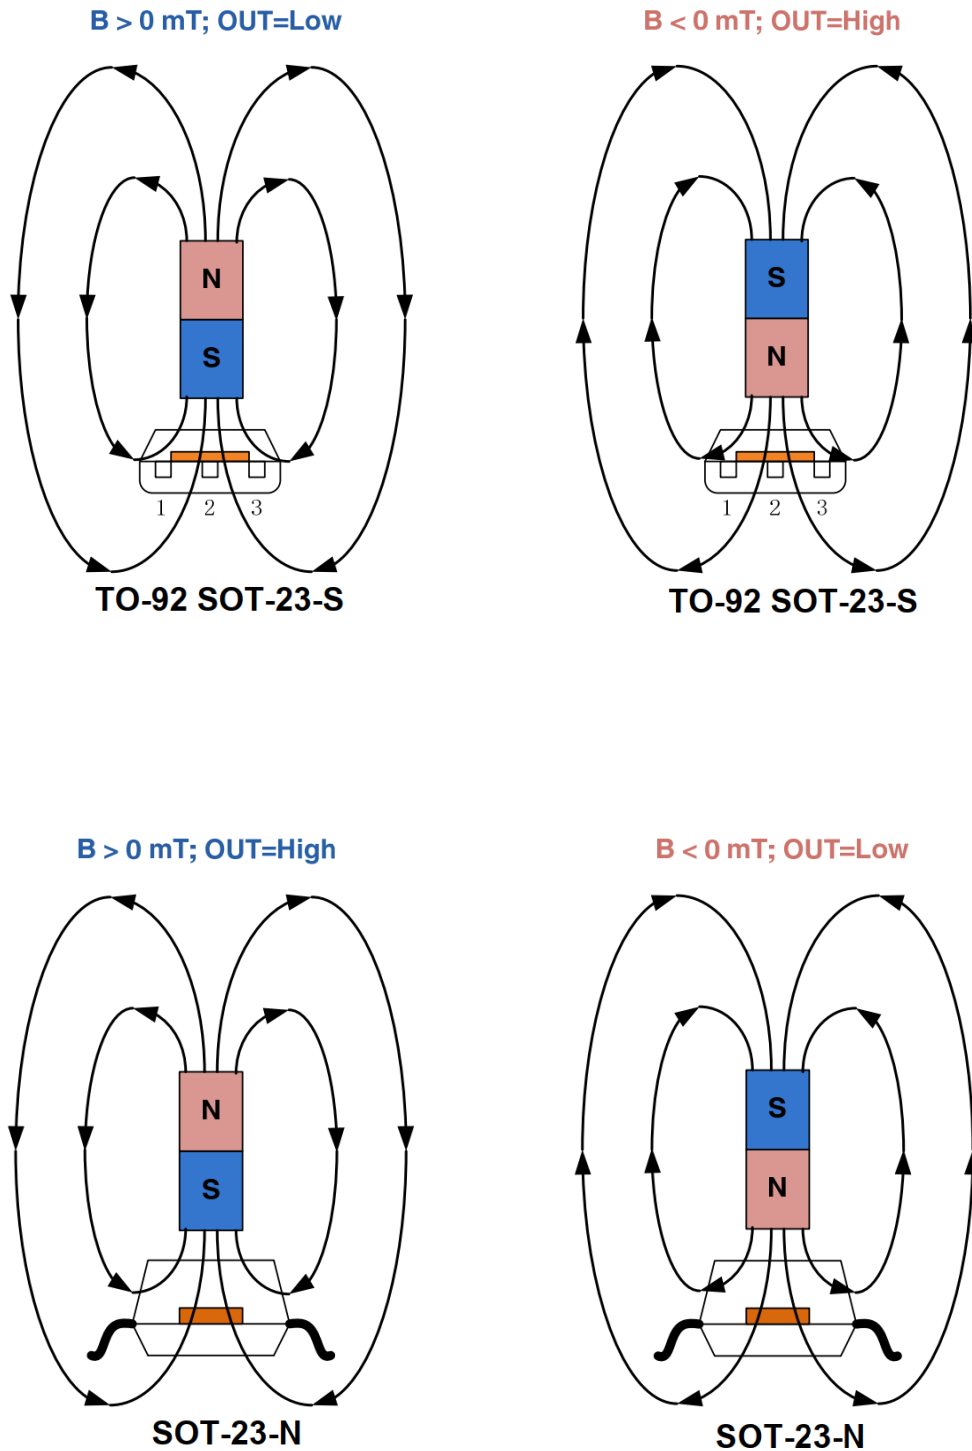 B > 0 mT; OUT=Low
B < 0 mT; OUT=High
N
S
S
N
1 2 3
1 2 3
TO-92 SOT-23-S
TO-92 SOT-23-S
B > 0 mT; OUT=High
B < 0 mT; OUT=Low
N
S
S
N
SOT-23-N
SOT-23-N